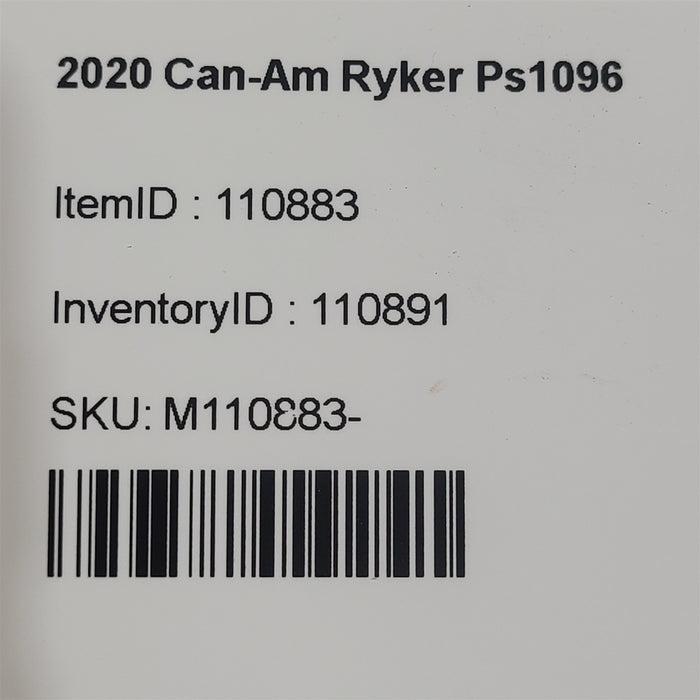 2020 Can-Am Ryker Ps1096
ItemID : 110883
InventoryID : 110891
SKU: M110883-